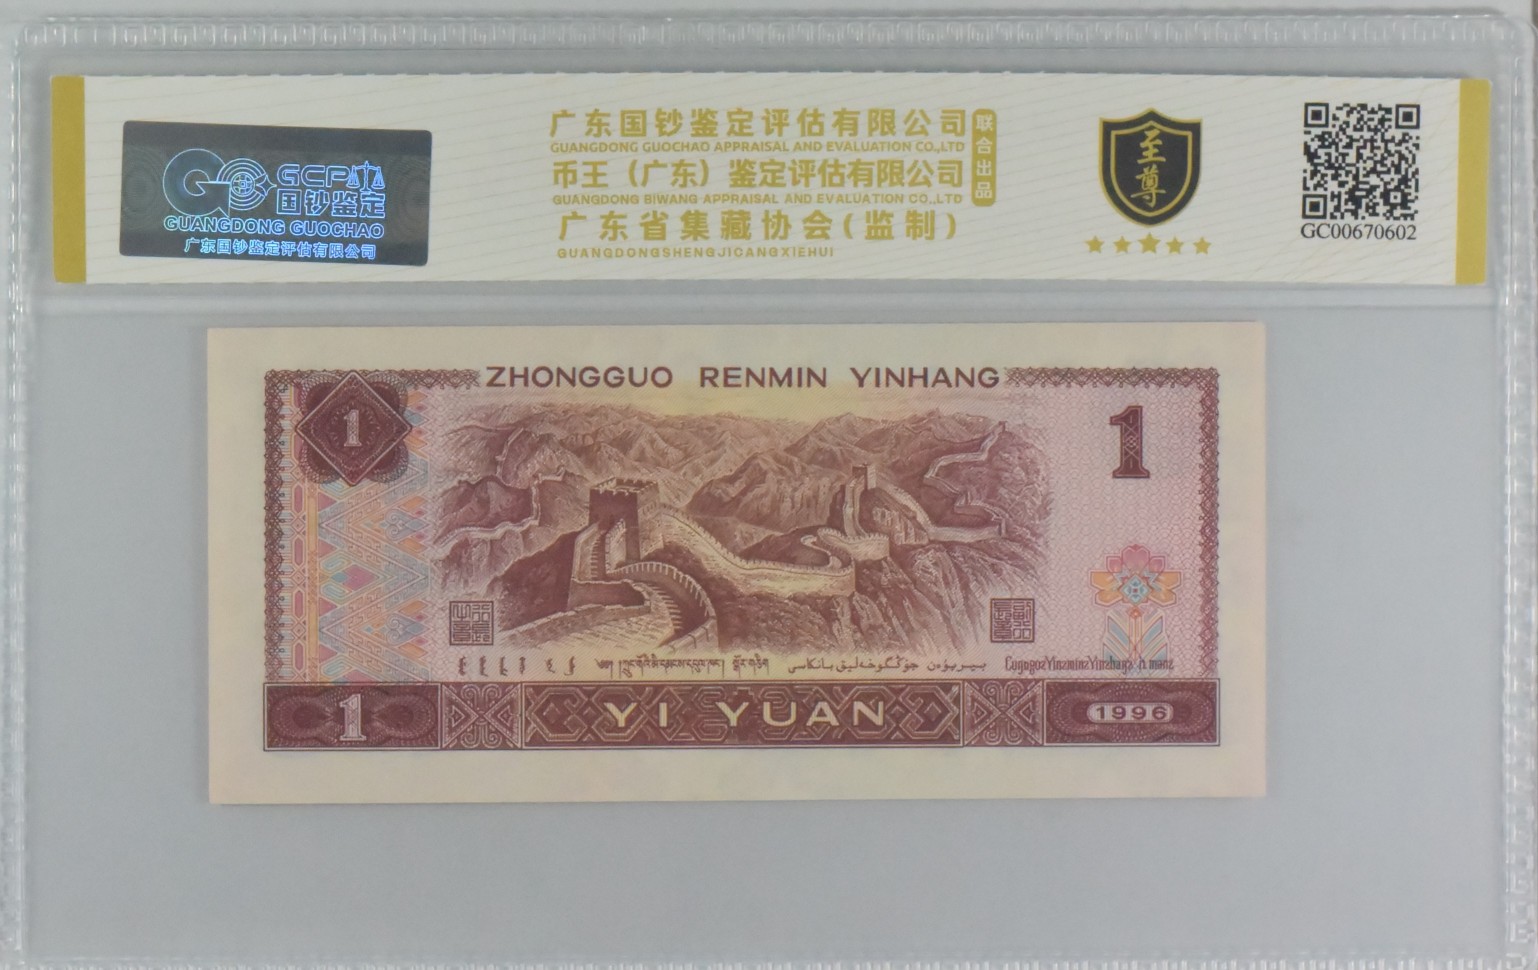 广东国钞鉴定评估有限公司
GUANGDONG GUOCHAO APPRAISAL AND EVALUATION CO.,LTD
币王（广东）鉴定评估有限公司
GUANGDONG BIWANG APPRAISAL AND EVALUATION CO.,LTD
广东省集藏协会(监制)
GUANGDONGSHENGJICANGXIEHUI
联合出品
GCP
国钞鉴定
GUANGDONG GUOCHAO
广东国钞鉴定评估有限公司
至尊
GC00670602
ZHONGGUO RENMIN YINHANG
1
1
جۇڭگو خەلق بانكىسى
1
YI YUAN
1996